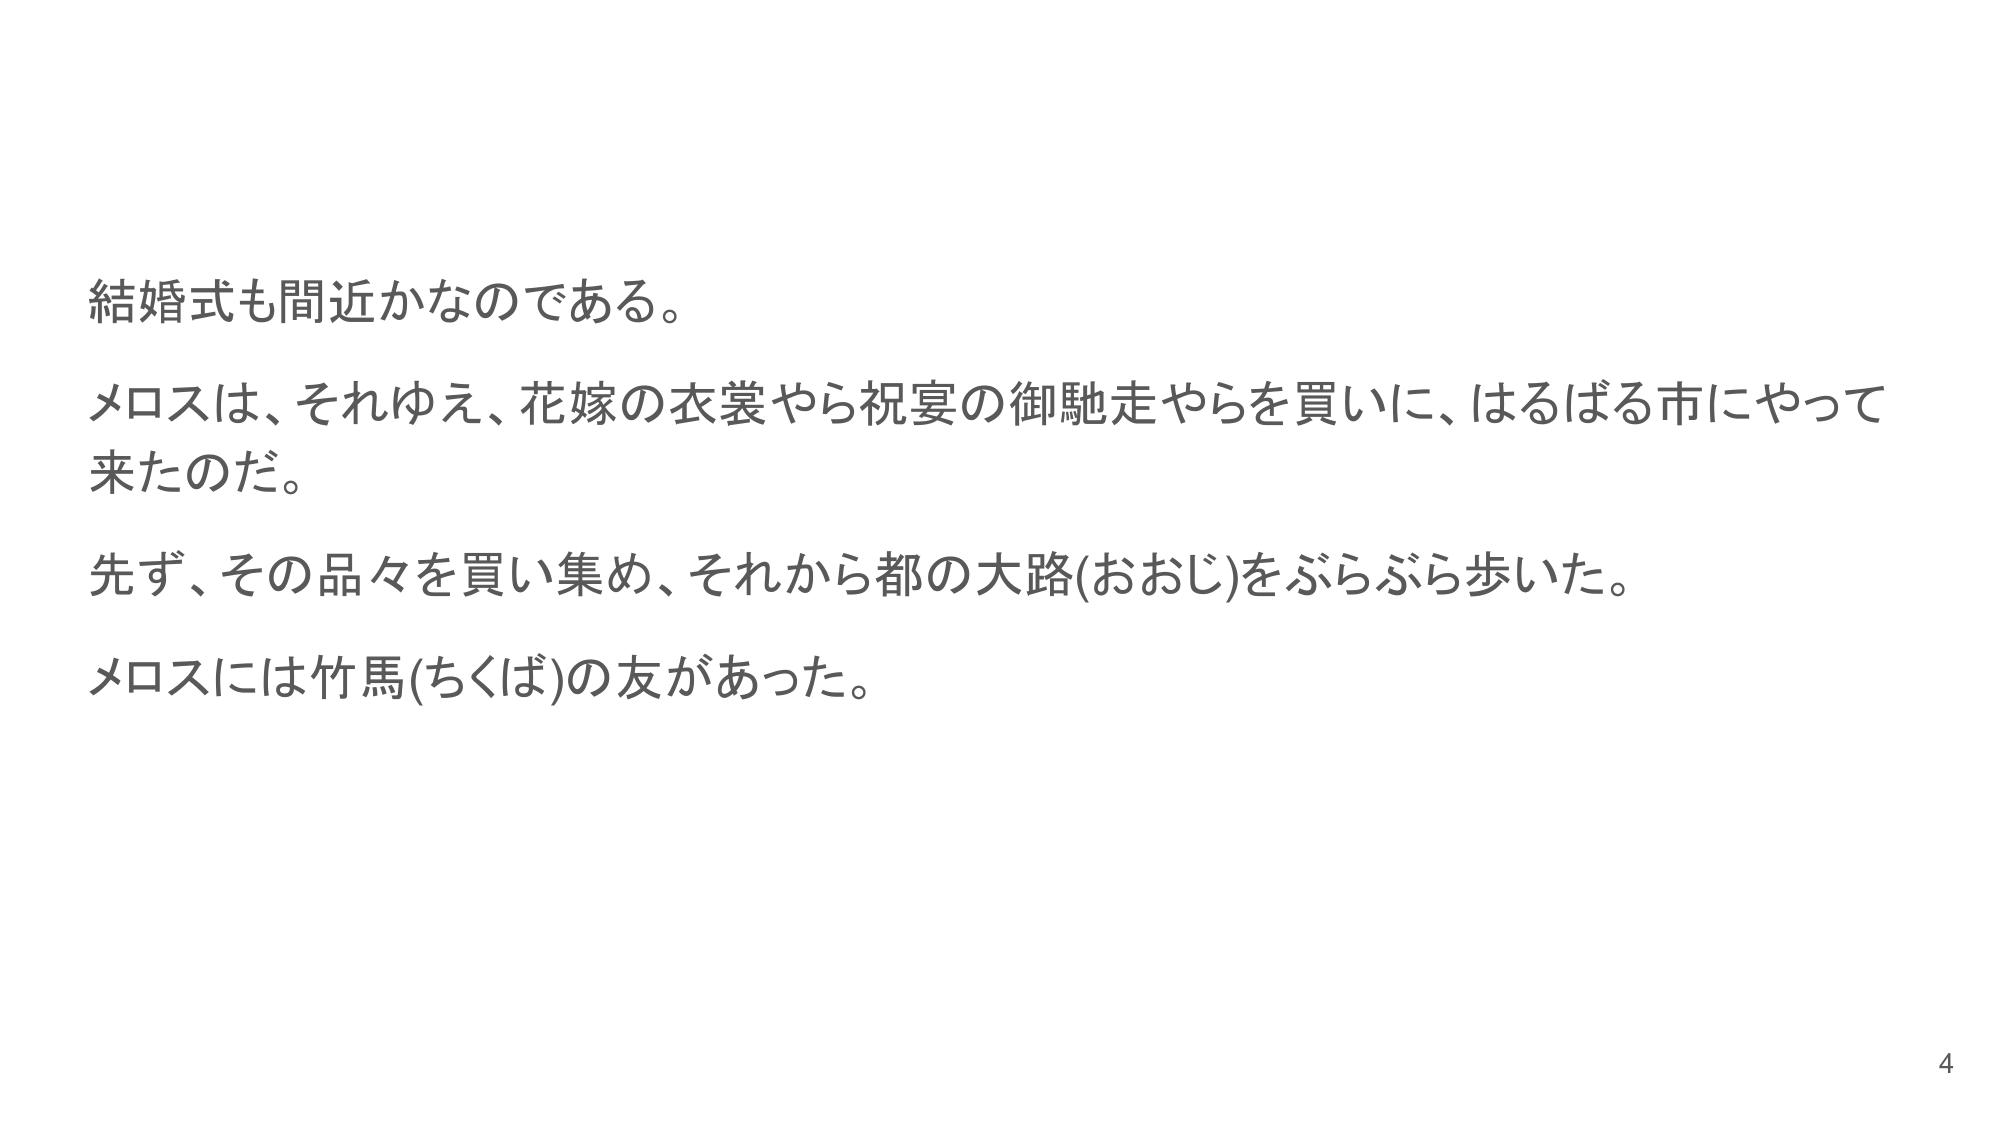 結婚式も間近かなのである。
メロスは、それゆえ、花嫁の衣裳やら祝宴の御馳走やらを買いに、はるばる市にやって
来たのだ。
先ず、その品々を買い集め、それから都の大路(おおじ)をぶらぶら歩いた。
メロスには竹馬(ちくば)の友があった。
4